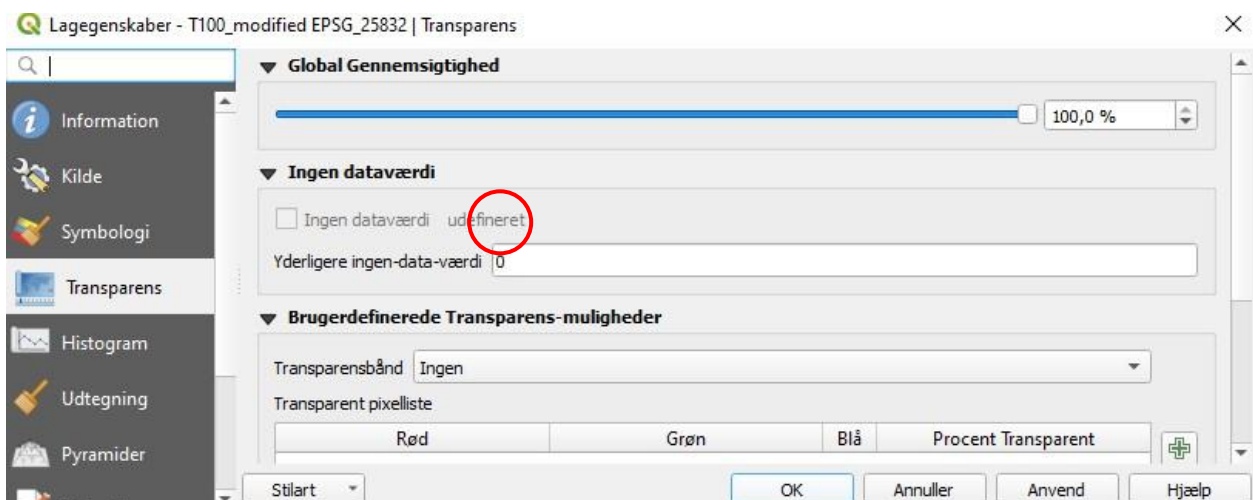 Lagegenskaber - T100_modified EPSG_25832 | Transparens
Information
Kilde
Symbologi
Transparens
Histogram
Udtegning
Pyramider
Global Gennemsigtighed
100,0 %
Ingen dataværdi
Ingen dataværdi udefineret
Yderligere ingen-data-værdi 0
Brugerdefinerede Transparens-muligheder
Transparensbånd Ingen
Transparent pixelliste
Rød Grøn Blå Procent Transparent
Stilart OK Annuller Anvend Hjælp